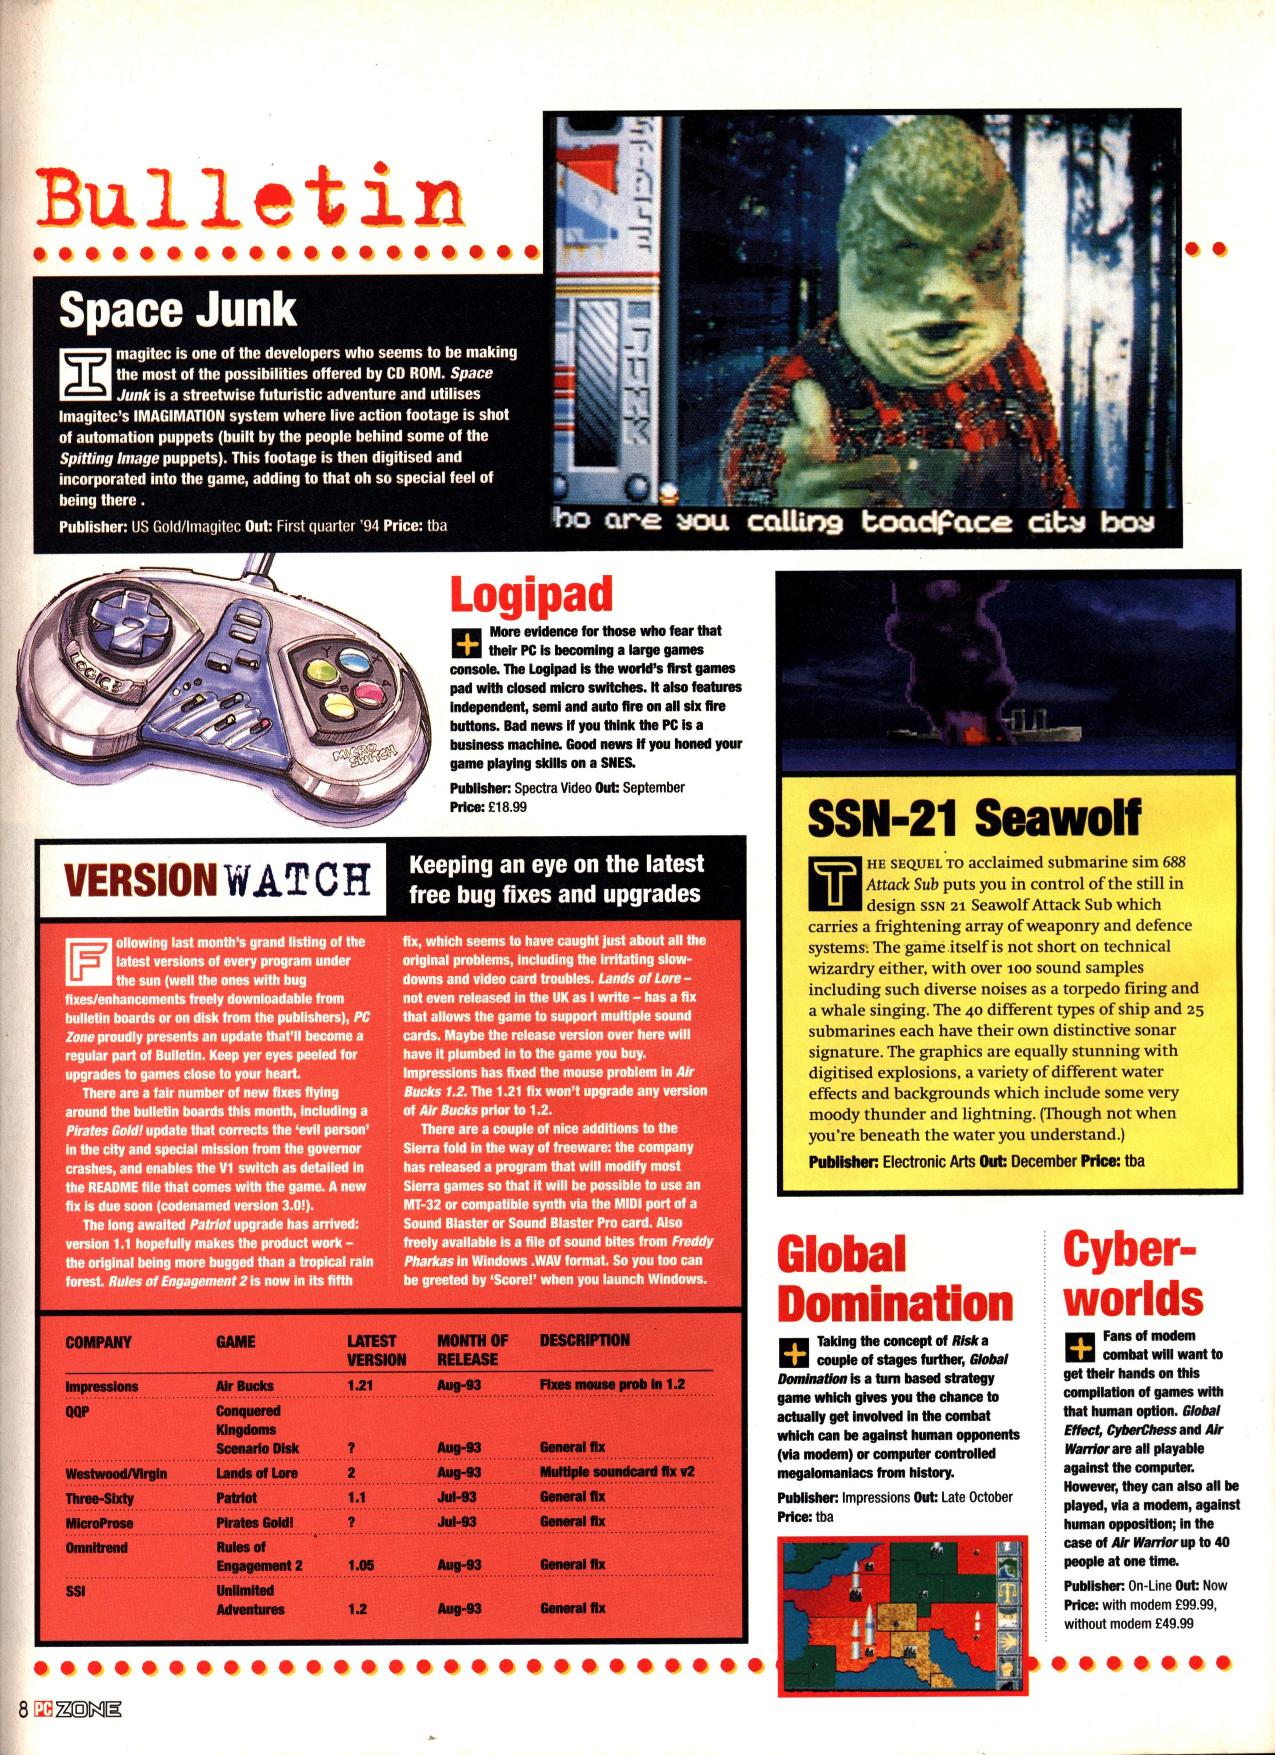 Bulletin
Space Junk
Imagitec is one of the developers who seems to be making
the most of the possibilities offered by CD ROM. Space
Junk is a streetwise futuristic adventure and utilises
Imagitec's IMAGIMATION system where live action footage is shot
of automation puppets (built by the people behind some of the
Spitting Image puppets). This footage is then digitised and
incorporated into the game, adding to that oh so special feel of
being there .
Publisher: US Gold/Imagitec Out: First quarter '94 Price: tba
ho are you calling toadface city boy
LOGIC3
Y
X
B
A
MICRO
SWITCH
Logipad
More evidence for those who fear that
their PC is becoming a large games
console. The Logipad is the world's first games
pad with closed micro switches. It also features
independent, semi and auto fire on all six fire
buttons. Bad news if you think the PC is a
business machine. Good news if you honed your
game playing skills on a SNES.
Publisher: Spectra Video Out: September
Price: £18.99
SSN-21 Seawolf
THE SEQUEL TO acclaimed submarine sim 688
Attack Sub puts you in control of the still in
design SSN 21 Seawolf Attack Sub which
carries a frightening array of weaponry and defence
systems. The game itself is not short on technical
wizardry either, with over 100 sound samples
including such diverse noises as a torpedo firing and
a whale singing. The 40 different types of ship and 25
submarines each have their own distinctive sonar
signature. The graphics are equally stunning with
digitised explosions, a variety of different water
effects and backgrounds which include some very
moody thunder and lightning. (Though not when
you're beneath the water you understand.)
Publisher: Electronic Arts Out: December Price: tba
VERSION WATCH
Keeping an eye on the latest
free bug fixes and upgrades
Following last month's grand listing of the
latest versions of every program under
the sun (well the ones with bug
fixes/enhancements freely downloadable from
bulletin boards or on disk from the publishers), PC
Zone proudly presents an update that'll become a
regular part of Bulletin. Keep yer eyes peeled for
upgrades to games close to your heart.
There are a fair number of new fixes flying
around the bulletin boards this month, including a
Pirates Gold! update that corrects the 'evil person'
in the city and special mission from the governor
crashes, and enables the V1 switch as detailed in
the README file that comes with the game. A new
fix is due soon (codenamed version 3.0!).
The long awaited Patriot upgrade has arrived:
version 1.1 hopefully makes the product work –
the original being more bugged than a tropical rain
forest. Rules of Engagement 2 is now in its fifth
fix, which seems to have caught just about all the
original problems, including the irritating slow-
downs and video card troubles. Lands of Lore –
not even released in the UK as I write – has a fix
that allows the game to support multiple sound
cards. Maybe the release version over here will
have it plumbed in to the game you buy.
Impressions has fixed the mouse problem in Air
Bucks 1.2. The 1.21 fix won't upgrade any version
of Air Bucks prior to 1.2.
There are a couple of nice additions to the
Sierra fold in the way of freeware: the company
has released a program that will modify most
Sierra games so that it will be possible to use an
MT-32 or compatible synth via the MIDI port of a
Sound Blaster or Sound Blaster Pro card. Also
freely available is a file of sound bites from Freddy
Pharkas in Windows .WAV format. So you too can
be greeted by 'Score!' when you launch Windows.
COMPANY GAME LATEST MONTH OF DESCRIPTION
VERSION RELEASE
Impressions Air Bucks 1.21 Aug-93 Fixes mouse prob in 1.2
QQP Conquered
Kingdoms
Scenario Disk ? Aug-93 General fix
Westwood/Virgin Lands of Lore 2 Aug-93 Multiple soundcard fix v2
Three-Sixty Patriot 1.1 Jul-93 General fix
MicroProse Pirates Gold! ? Jul-93 General fix
Omnitrend Rules of
Engagement 2 1.05 Aug-93 General fix
SSI Unlimited
Adventures 1.2 Aug-93 General fix
Global
Domination
Taking the concept of Risk a
couple of stages further, Global
Domination is a turn based strategy
game which gives you the chance to
actually get involved in the combat
which can be against human opponents
(via modem) or computer controlled
megalomaniacs from history.
Publisher: Impressions Out: Late October
Price: tba
Cyber-
worlds
Fans of modem
combat will want to
get their hands on this
compilation of games with
that human option. Global
Effect, CyberChess and Air
Warrior are all playable
against the computer.
However, they can also all be
played, via a modem, against
human opposition; in the
case of Air Warrior up to 40
people at one time.
Publisher: On-Line Out: Now
Price: with modem £99.99,
without modem £49.99
8 PC ZONE